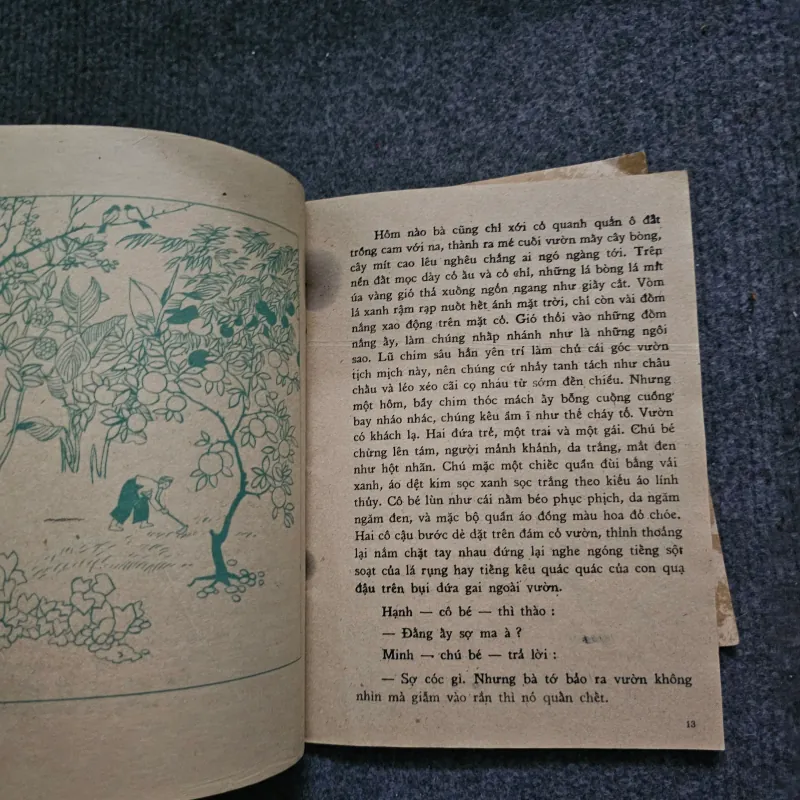 Hôm nào bà cũng chỉ xới cỏ quanh quẩn ô đất
trồng cam với na, thành ra mé cuối vườn mấy cây bòng,
cây mít cao lêu nghêu chẳng ai ngó ngàng tới. Trên
nền đất mọc dày cỏ ấu và cỏ chỉ, những lá bòng lá mít
úa vàng gió thả xuống ngổn ngang như giấy cắt. Vòm
lá xanh rậm rạp nuốt hết ánh mặt trời, chỉ còn vài đốm
nắng xao động trên mặt cỏ. Gió thổi vào những đốm
nắng ấy, làm chúng nhấp nhánh như là những ngôi
sao. Lũ chim sâu hẳn yên trí làm chủ cái góc vườn
tịch mịch này, nên chúng cứ nhảy tanh tách như châu
chấu và léo xéo cãi cọ nhau từ sớm đến chiều. Nhưng
một hôm, bầy chim thóc mách ấy bỗng cuộng cuồng
bay nháo nhác, chúng kêu ầm ĩ như thể cháy tổ. Vườn
có khách lạ. Hai đứa trẻ, một trai và một gái. Chú bé
chừng lên tám, người mảnh khảnh, da trắng, mắt đen
như hột nhãn. Chú mặc một chiếc quần đùi bằng vải
xanh, áo dệt kim sọc xanh sọc trắng theo kiểu áo lính
thủy. Cô bé lùn như cái nấm béo phục phịch, da ngăm
ngăm đen, và mặc bộ quần áo đồng màu hoa đỏ chóe.
Hai cô cậu bước dè dặt trên đám cỏ vườn, thỉnh thoảng
lại nắm chặt tay nhau đứng lại nghe ngóng tiếng sột
soạt của lá rụng hay tiếng kêu quác quác của con quạ
đậu trên bụi dứa gai ngoài vườn.
Hạnh — cô bé — thì thào :
— Đằng ấy sợ ma à ?
Minh — chú bé — trả lời :
— Sợ cóc gì. Nhưng bà tớ bảo ra vườn không
nhìn mà giẫm vào rắn thì nó quấn chết.
13